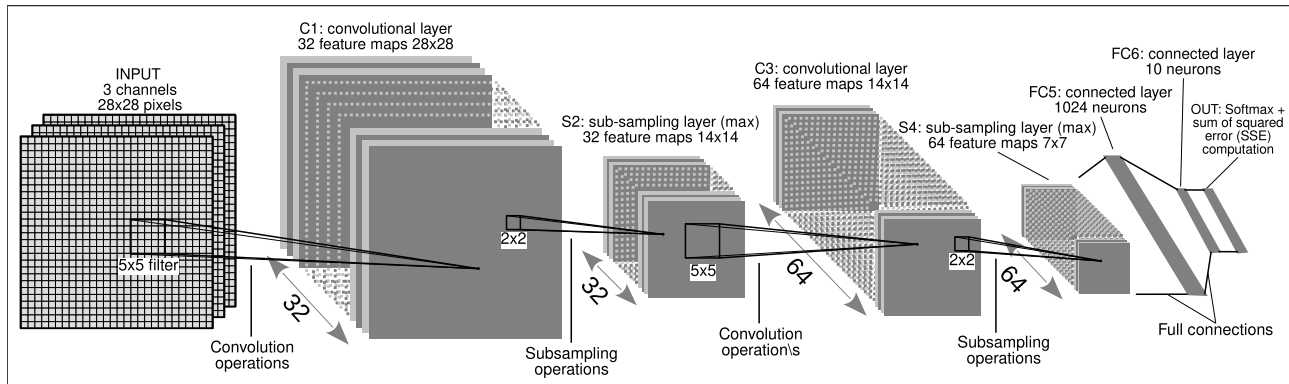 INPUT
3 channels
28x28 pixels
5x5 filter
Convolution
operations
C1: convolutional layer
32 feature maps 28x28
32
2x2
Subsampling
operations
S2: sub-sampling layer (max)
32 feature maps 14x14
32
5x5
Convolution
operation\s
C3: convolutional layer
64 feature maps 14x14
64
2x2
Subsampling
operations
S4: sub-sampling layer (max)
64 feature maps 7x7
64
FC5: connected layer
1024 neurons
FC6: connected layer
10 neurons
OUT: Softmax +
sum of squared
error (SSE)
computation
Full connections